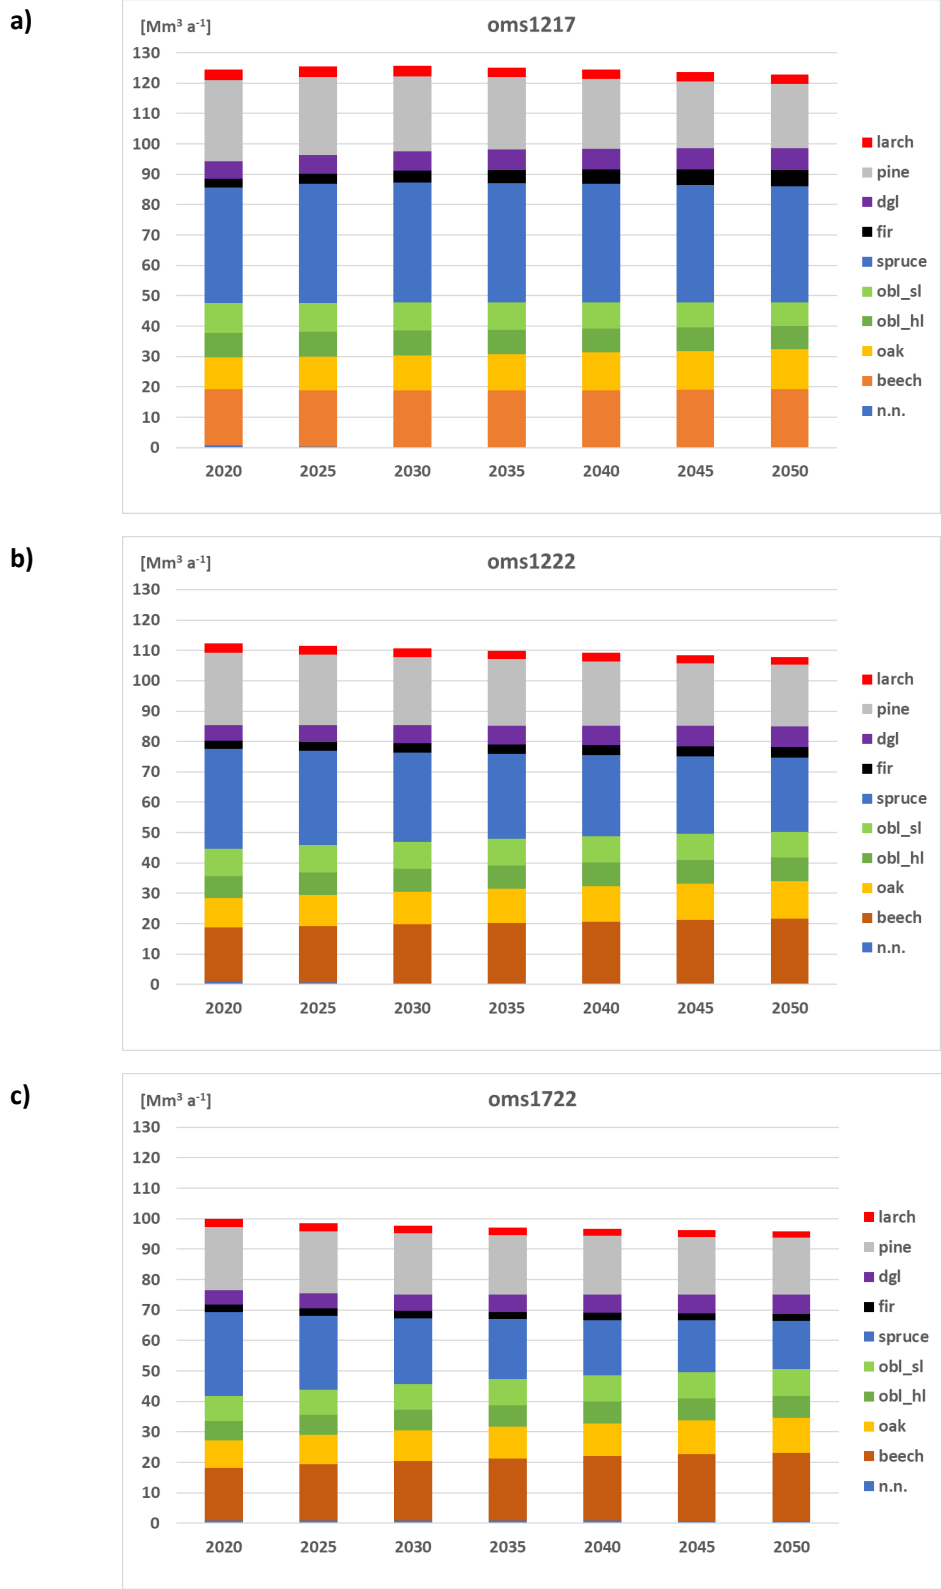 a)
[Mm³ a⁻¹]
oms1217
130
120
110
100
90
80
70
60
50
40
30
20
10
0
2020 2025 2030 2035 2040 2045 2050
larch
pine
dgl
fir
spruce
obl_sl
obl_hl
oak
beech
n.n.
b)
[Mm³ a⁻¹]
oms1222
130
120
110
100
90
80
70
60
50
40
30
20
10
0
2020 2025 2030 2035 2040 2045 2050
larch
pine
dgl
fir
spruce
obl_sl
obl_hl
oak
beech
n.n.
c)
[Mm³ a⁻¹]
oms1722
130
120
110
100
90
80
70
60
50
40
30
20
10
0
2020 2025 2030 2035 2040 2045 2050
larch
pine
dgl
fir
spruce
obl_sl
obl_hl
oak
beech
n.n.